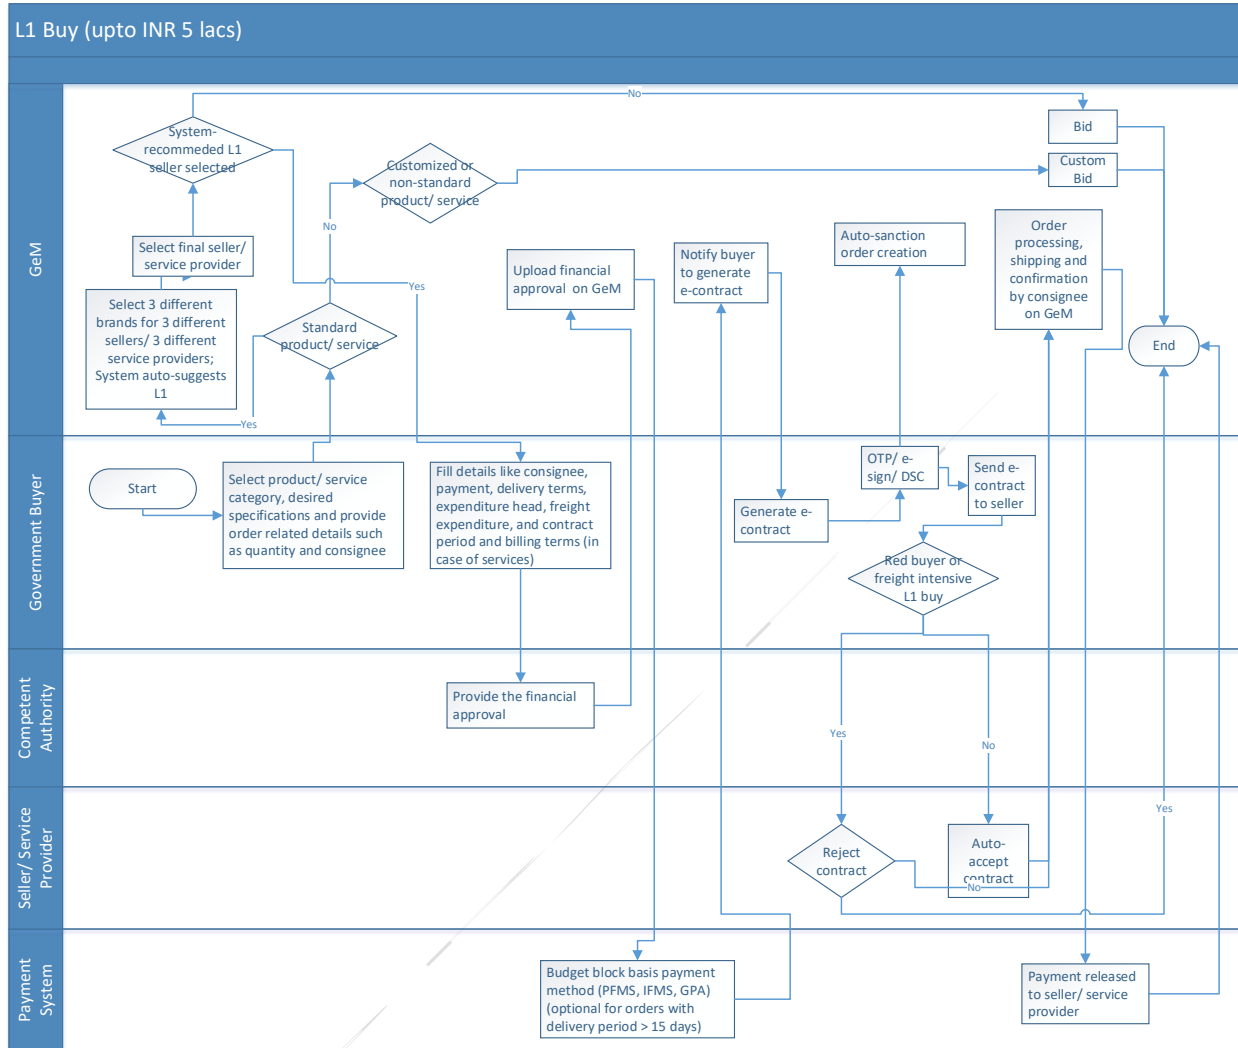 L1 Buy (upto INR 5 lacs)
GeM
No
System-
recommeded L1
seller selected
Customized or
non-standard
product/ service
Bid
Custom
Bid
No
Select final seller/
service provider
Upload financial
approval on GeM
Notify buyer
to generate
e-contract
Auto-sanction
order creation
Order
processing,
shipping and
confirmation
by consignee
on GeM
Yes
Select 3 different
brands for 3 different
sellers/ 3 different
service providers;
System auto-suggests
L1
Standard
product/ service
End
Yes
Government Buyer
Start
Select product/ service
category, desired
specifications and provide
order related details such
as quantity and consignee
Fill details like consignee,
payment, delivery terms,
expenditure head, freight
expenditure, and contract
period and billing terms (in
case of services)
Generate e-
contract
OTP/ e-
sign/ DSC
Send e-
contract
to seller
Red buyer or
freight intensive
L1 buy
Competent
Authority
Provide the financial
approval
Yes
No
Seller/ Service
Provider
Reject
contract
Auto-
accept
contract
No
Yes
Payment
System
Budget block basis payment
method (PFMS, IFMS, GPA)
(optional for orders with
delivery period > 15 days)
Payment released
to seller/ service
provider